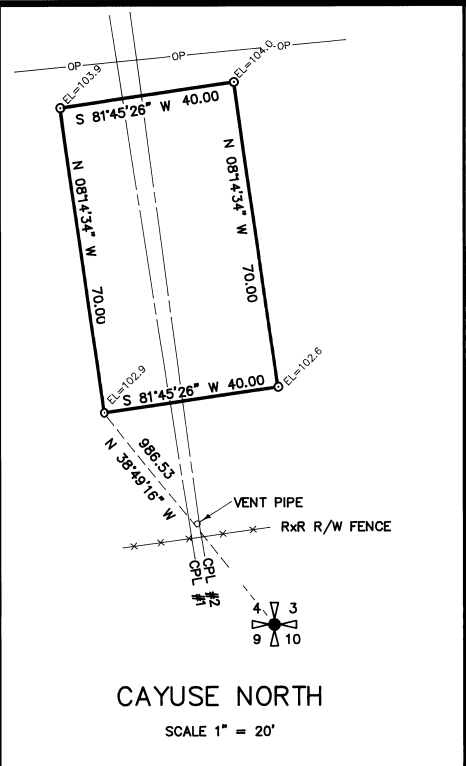 OP
OP
OP
EL=103.9
EL=104.0
S 81°45'26" W 40.00
N 08°14'34" W
70.00
N 08°14'34" W
70.00
EL=102.9
EL=102.6
S 81°45'26" W 40.00
986.53
N 38°49'16" W
VENT PIPE
RxR R/W FENCE
CPL #1
CPL #2
4 3
9 10
CAYUSE NORTH
SCALE 1" = 20'